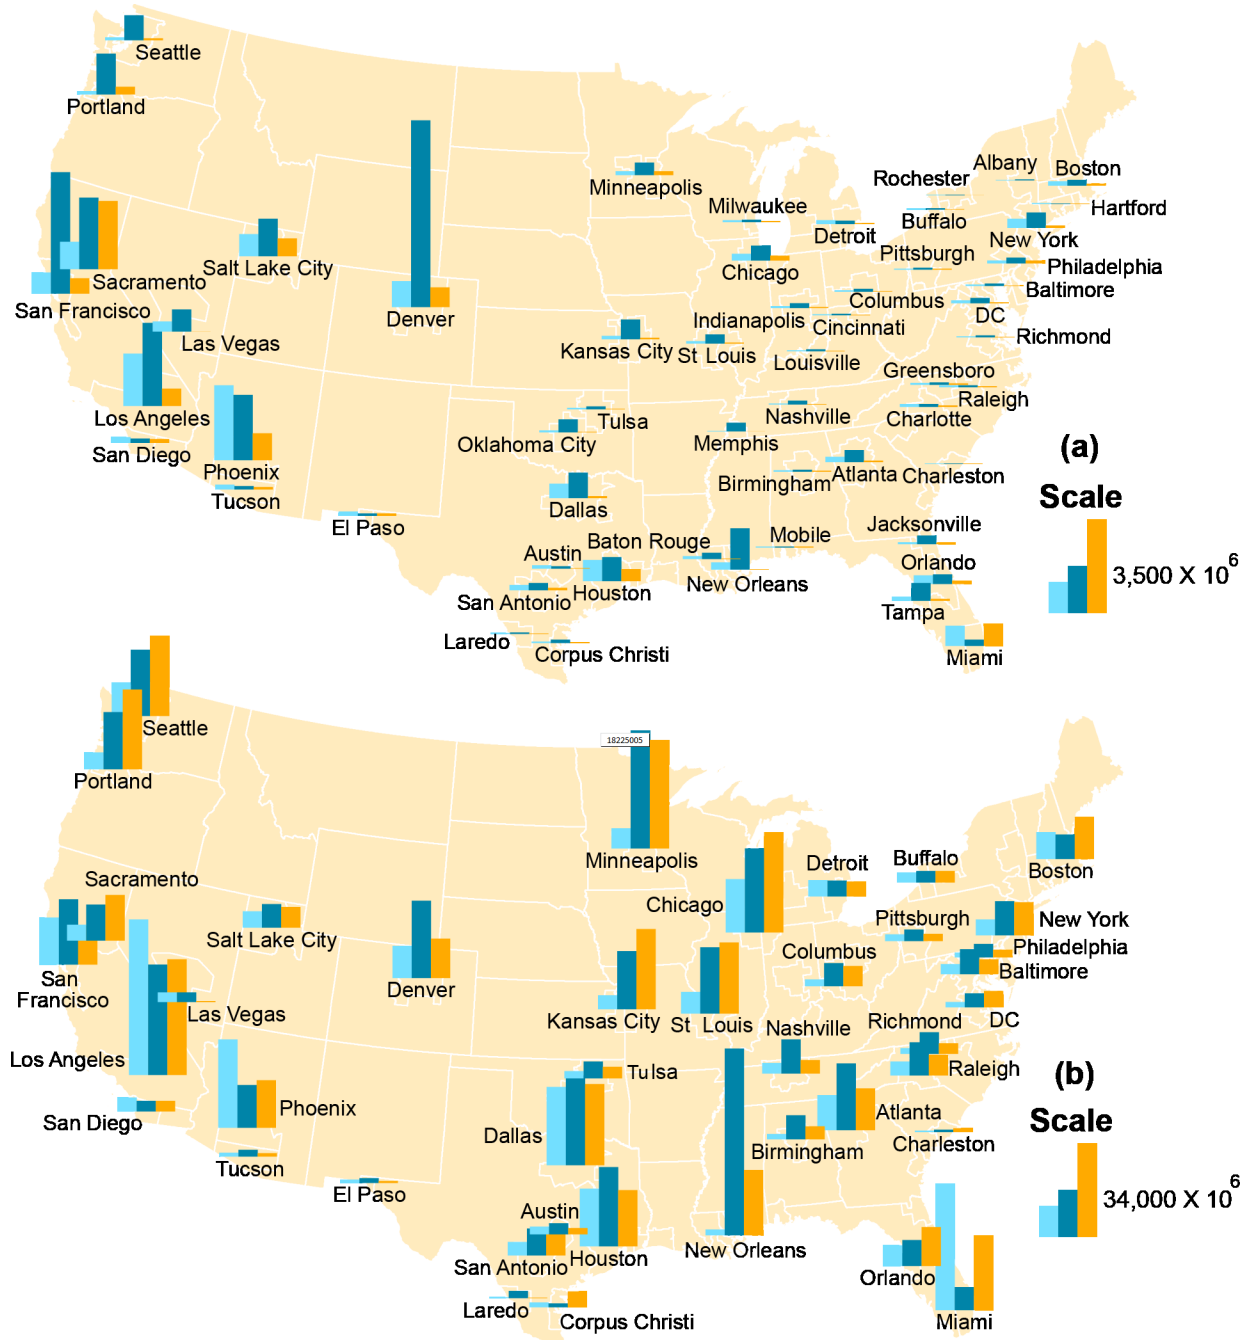 Seattle
Portland
Minneapolis
Albany
Boston
Rochester
Milwaukee
Buffalo
Hartford
Detroit
New York
Pittsburgh
Salt Lake City
Chicago
Philadelphia
Sacramento
Baltimore
Columbus
San Francisco
Denver
Indianapolis
DC
Cincinnati
Las Vegas
Kansas City
St Louis
Richmond
Louisville
Greensboro
Raleigh
Los Angeles
Tulsa
Nashville
Charlotte
Oklahoma City
Memphis
(a)
San Diego
Phoenix
Birmingham
Atlanta
Charleston
Scale
Tucson
Dallas
El Paso
Jacksonville
Baton Rouge
Mobile
Austin
Orlando
3,500 X 10⁶
New Orleans
San Antonio
Houston
Tampa
Laredo
Corpus Christi
Miami
Seattle
18225005
Portland
Minneapolis
Detroit
Buffalo
Boston
Sacramento
Chicago
Pittsburgh
New York
Salt Lake City
Philadelphia
Columbus
Baltimore
San
Francisco
Denver
Las Vegas
Kansas City
St Louis
Nashville
Richmond
DC
Los Angeles
Tulsa
Raleigh
(b)
San Diego
Phoenix
Dallas
Atlanta
Scale
Birmingham
Charleston
Tucson
El Paso
34,000 X 10⁶
Austin
New Orleans
San Antonio
Houston
Orlando
Laredo
Corpus Christi
Miami